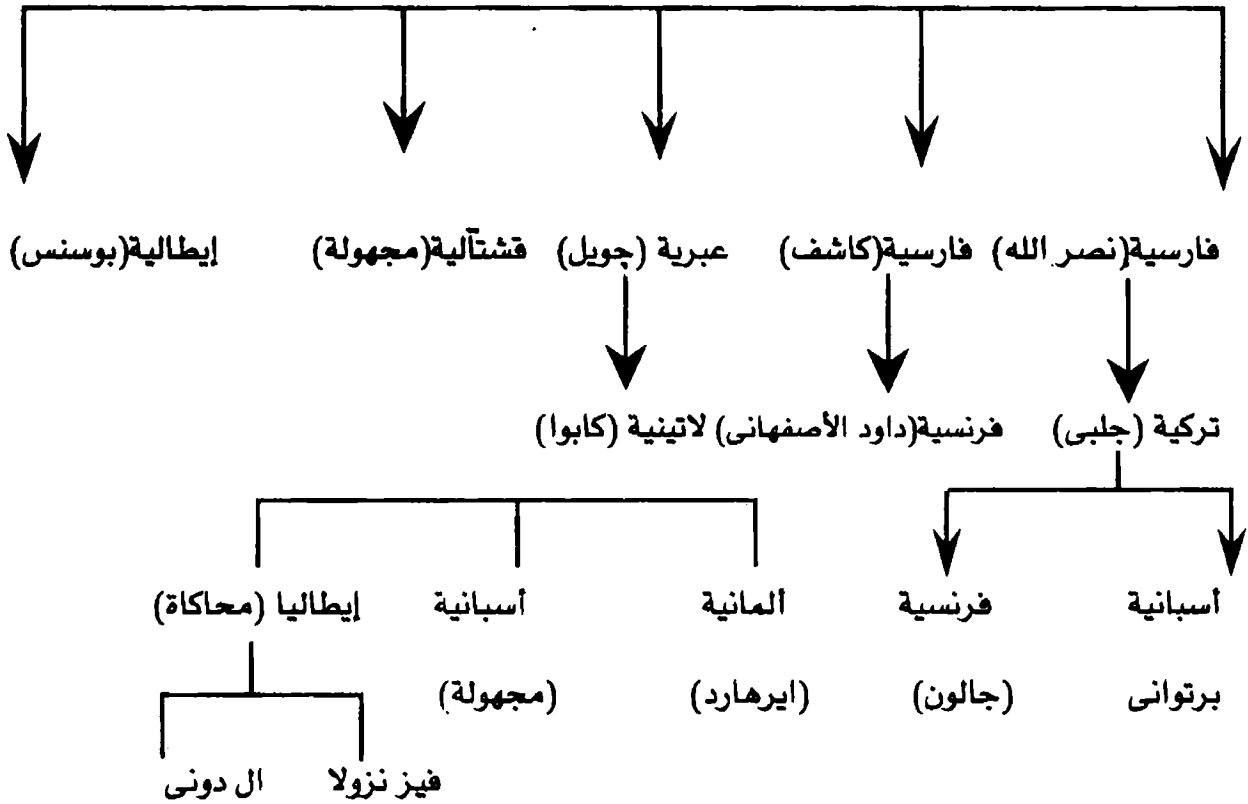 فارسية(نصر الله) فارسية(كاشف) عبرية (جويل) قشتآلية(مجهولة) إيطالية(بوسنس)
تركية (جلبى) فرنسية(داود الأصفهانى) لاتينية (كابوا)
أسبانية فرنسية ألمانية أسبانية إيطاليا (محاكاة)
برتوانى (جالون) (ايرهارد) (مجهولة)
فيز نزولا ال دونى